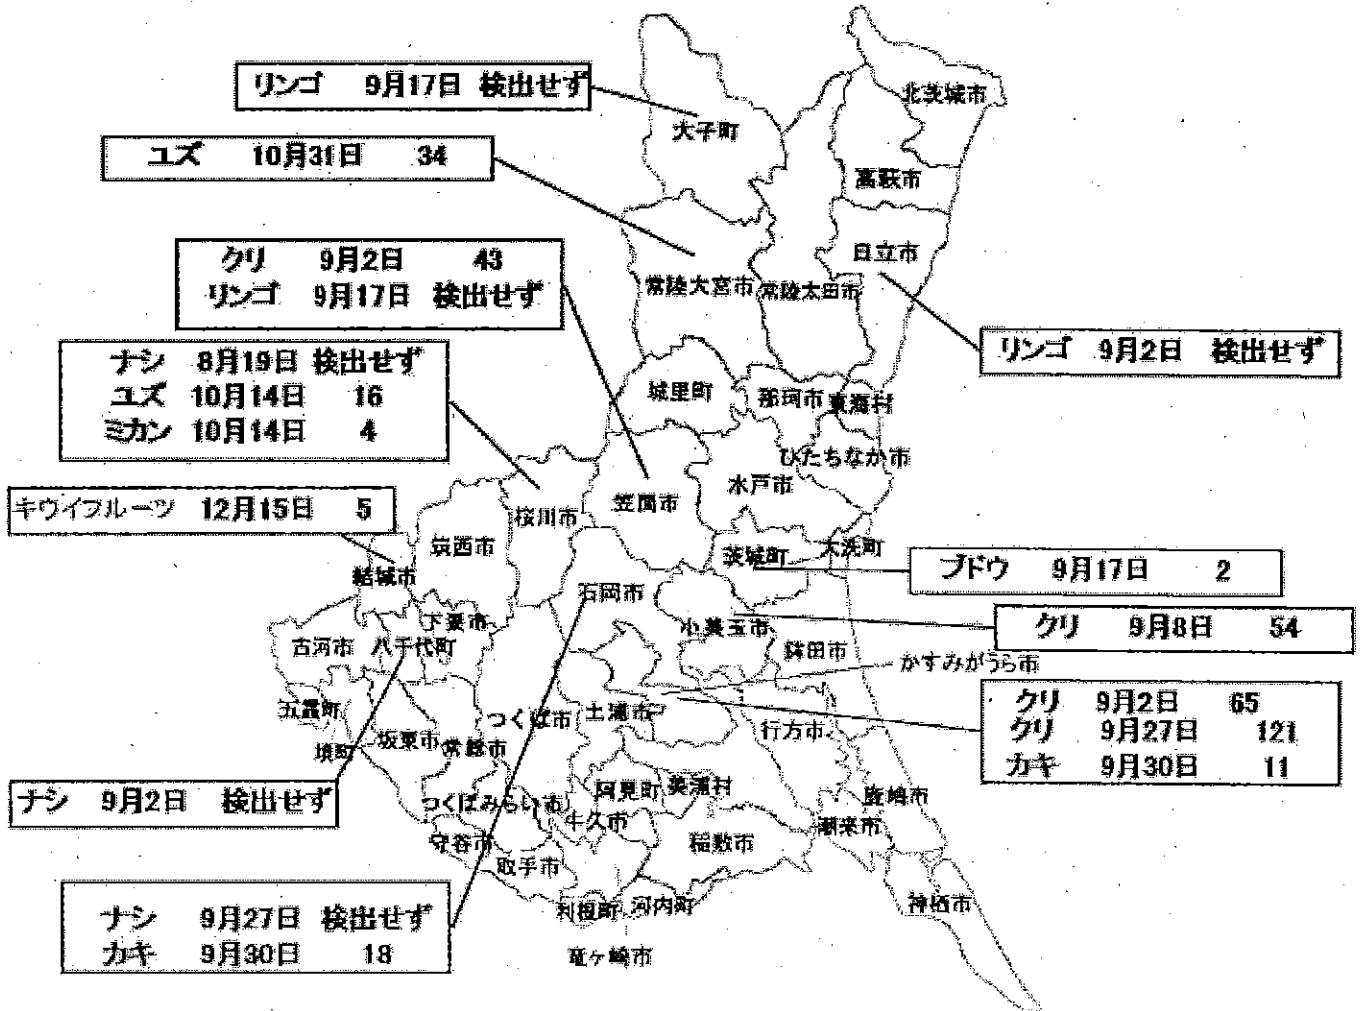 リンゴ 9月17日 検出せず
北茨城市
大子町
ユズ 10月31日 34
高萩市
クリ 9月2日 43
リンゴ 9月17日 検出せず
日立市
常陸大宮市
常陸太田市
リンゴ 9月2日 検出せず
ナシ 8月19日 検出せず
ユズ 10月14日 16
ミカン 10月14日 4
城里町
那珂市
東海村
ひたちなか市
水戸市
キウイフルーツ 12月15日 5
桜川市
笠間市
筑西市
茨城町
大洗町
ブドウ 9月17日 2
結城市
石岡市
下妻市
小美玉市
クリ 9月8日 54
古河市
八千代町
鉾田市
かすみがうら市
五霞町
境町
坂東市
常総市
つくば市
土浦市
行方市
クリ 9月2日 65
クリ 9月27日 121
カキ 9月30日 11
ナシ 9月2日 検出せず
つくばみらい市
阿見町
美浦村
鹿嶋市
潮来市
牛久市
守谷市
取手市
稲敷市
利根町
河内町
神栖市
ナシ 9月27日 検出せず
カキ 9月30日 18
竜ヶ崎市